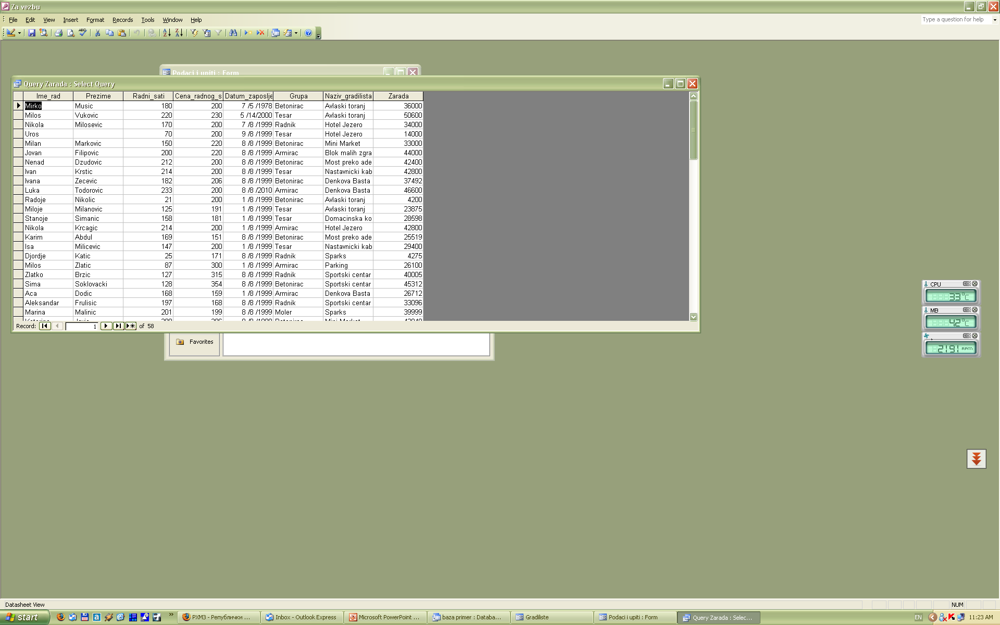 Za vezbu
File Edit View Insert Format Records Tools Window Help
Type a question for help
Podaci i upiti : Form
Query Zarada : Select Query
Ime_rad Prezime Radni_sati Cena_radnog_s Datum_zaposlje Grupa Naziv_gradilista Zarada
Mirko Music 180 200 7 /5 /1978 Betonirac Avlaski toranj 36000
Milos Vukovic 220 230 5 /14/2000 Tesar Avlaski toranj 50600
Nikola Milosevic 170 200 7 /8 /1999 Radnik Hotel Jezero 34000
Uros 70 200 9 /8 /1999 Tesar Hotel Jezero 14000
Milan Markovic 150 220 8 /8 /1999 Betonirac Mini Market 33000
Jovan Filipovic 200 220 8 /8 /1999 Armirac Blok malih zgra 44000
Nenad Dzudovic 212 200 8 /8 /1999 Betonirac Most preko ade 42400
Ivan Krstic 214 200 8 /8 /1999 Tesar Nastavnicki kab 42800
Ivana Zecevic 182 206 8 /8 /1999 Betonirac Denkova Basta 37492
Luka Todorovic 233 200 8 /8 /2010 Armirac Denkova Basta 46600
Radoje Nikolic 21 200 1 /8 /1999 Betonirac Avlaski toranj 4200
Miloje Milanovic 125 191 1 /8 /1999 Tesar Avlaski toranj 23875
Stanoje Simanic 158 181 1 /8 /1999 Tesar Domacinska ko 28598
Nikola Krcagic 214 200 1 /8 /1999 Armirac Hotel Jezero 42800
Karim Abdul 169 151 8 /8 /1999 Betonirac Most preko ade 25519
Isa Milicevic 147 200 1 /8 /1999 Tesar Nastavnicki kab 29400
Djordje Katic 25 171 8 /8 /1999 Radnik Sparks 4275
Milos Zlatic 87 300 1 /8 /1999 Armirac Parking 26100
Zlatko Brzic 127 315 8 /8 /1999 Radnik Sportski centar 40005
Sima Soklovacki 128 354 8 /8 /1999 Betonirac Sportski centar 45312
Aca Dodic 168 159 1 /8 /1999 Armirac Denkova Basta 26712
Aleksandar Frulisic 197 168 8 /8 /1999 Radnik Sportski centar 33096
Marina Malinic 201 199 8 /8 /1999 Moler Sparks 39999
Record: 1 of 58
Favorites
CPU
33°C
MB
42°C
2191 RPM
Datasheet View
NUM
start
РХМЗ - Републички ...
Inbox - Outlook Express
Microsoft PowerPoint ...
baza primer : Databa...
Gradiliste
Podaci i upiti : Form
Query Zarada : Selec...
EN
11:23 AM